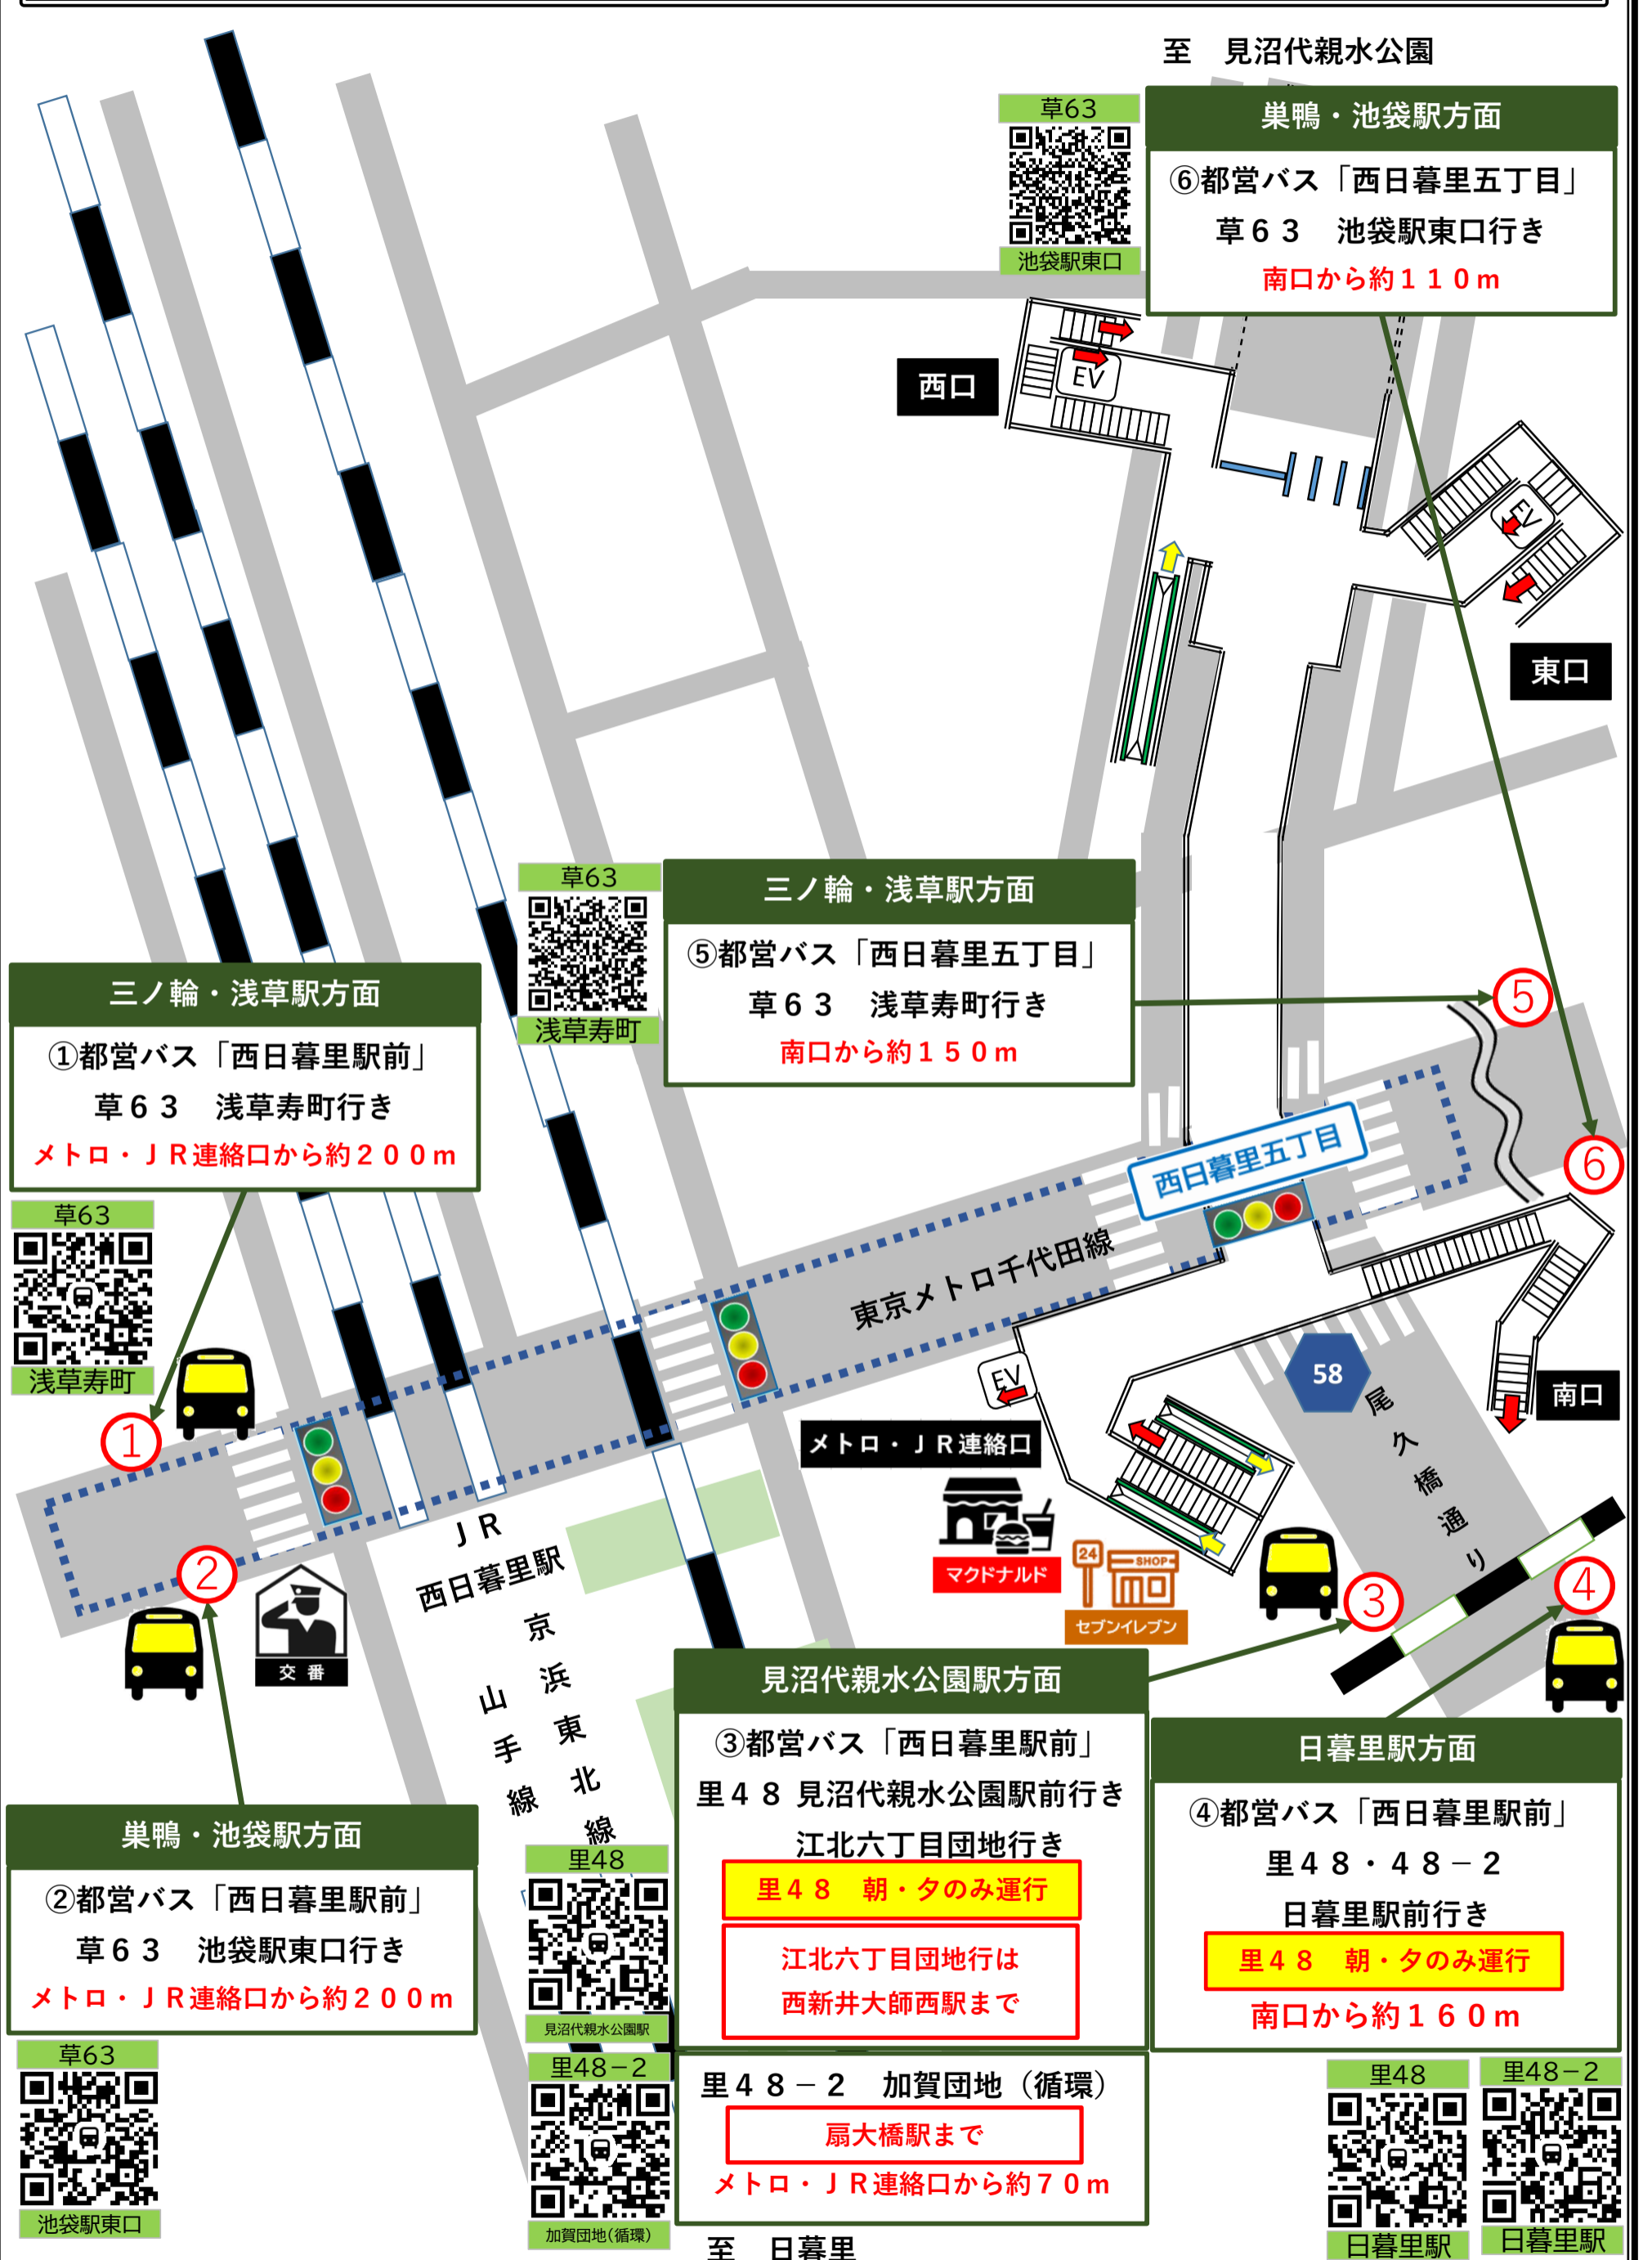 至　見沼代親水公園
草63
池袋駅東口
巣鴨・池袋駅方面
⑥都営バス「西日暮里五丁目」
草６３　池袋駅東口行き
南口から約１１０ｍ
西口
EV
EV
東口
草63
浅草寿町
三ノ輪・浅草駅方面
⑤都営バス「西日暮里五丁目」
草６３　浅草寿町行き
南口から約１５０ｍ
⑤
⑥
三ノ輪・浅草駅方面
①都営バス「西日暮里駅前」
草６３　浅草寿町行き
メトロ・ＪＲ連絡口から約２００ｍ
草63
浅草寿町
①
西日暮里五丁目
東京メトロ千代田線
EV
メトロ・ＪＲ連絡口
58
尾久橋通り
南口
マクドナルド
24
SHOP
セブンイレブン
②
交番
ＪＲ
西日暮里駅
京浜東北線
山手線
③
④
見沼代親水公園駅方面
③都営バス「西日暮里駅前」
里４８ 見沼代親水公園駅前行き
江北六丁目団地行き
里４８　朝・夕のみ運行
江北六丁目団地行は
西新井大師西駅まで
里４８－２　加賀団地（循環）
扇大橋駅まで
メトロ・ＪＲ連絡口から約７０ｍ
里48
見沼代親水公園駅
里48－2
加賀団地(循環)
日暮里駅方面
④都営バス「西日暮里駅前」
里４８・４８－２
日暮里駅前行き
里４８　朝・夕のみ運行
南口から約１６０ｍ
里48
日暮里駅
里48－2
日暮里駅
巣鴨・池袋駅方面
②都営バス「西日暮里駅前」
草６３　池袋駅東口行き
メトロ・ＪＲ連絡口から約２００ｍ
草63
池袋駅東口
至　日暮里